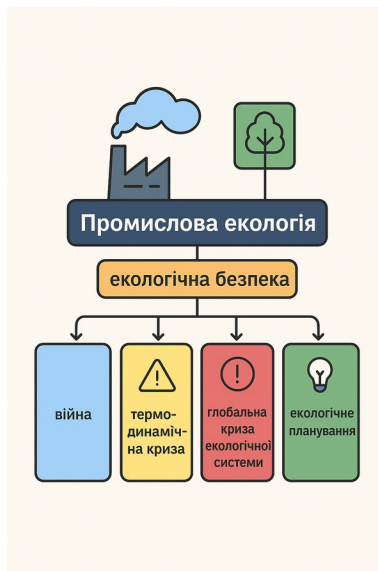 Промислова екологія
екологічна безпека
війна
термо-
динаміч-
на криза
глобальна
криза
екологічної
системи
екологічне
планування